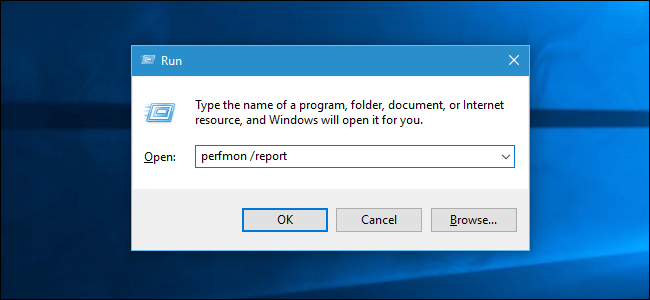 Run
Type the name of a program, folder, document, or Internet
resource, and Windows will open it for you.
Open: perfmon /report
OK Cancel Browse...